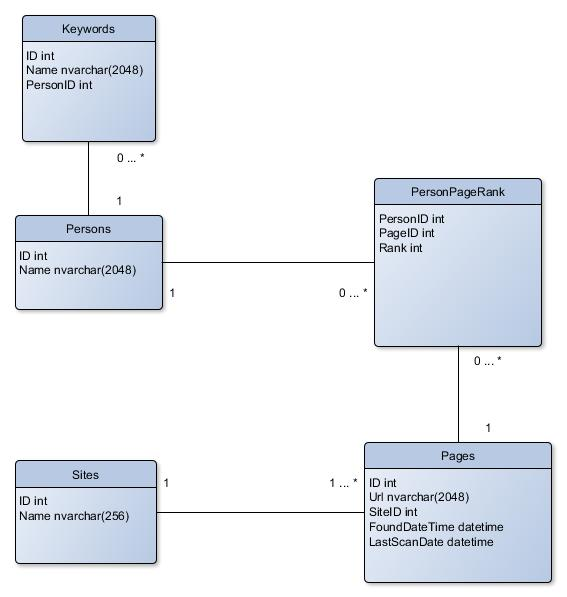 Keywords
ID int
Name nvarchar(2048)
PersonID int
0 ... *
1
Persons
ID int
Name nvarchar(2048)
1
0 ... *
PersonPageRank
PersonID int
PageID int
Rank int
0 ... *
1
Sites
ID int
Name nvarchar(256)
1
1 ... *
Pages
ID int
Url nvarchar(2048)
SiteID int
FoundDateTime datetime
LastScanDate datetime